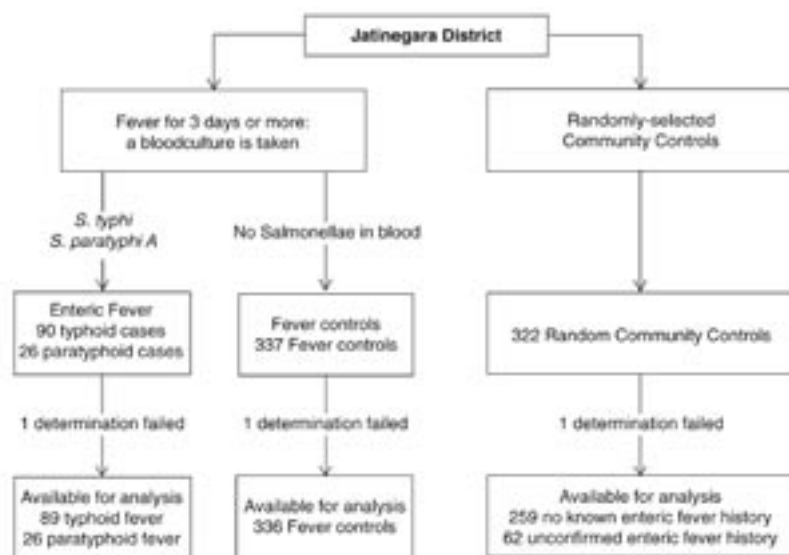 Jatinegara District
Fever for 3 days or more:
a bloodculture is taken
Randomly-selected
Community Controls
S. typhi
S. paratyphi A
No Salmonellae in blood
Enteric Fever
90 typhoid cases
26 paratyphoid cases
Fever controls
337 Fever controls
322 Random Community Controls
1 determination failed
1 determination failed
1 determination failed
Available for analysis
89 typhoid fever
26 paratyphoid fever
Available for analysis
336 Fever controls
Available for analysis
259 no known enteric fever history
62 unconfirmed enteric fever history